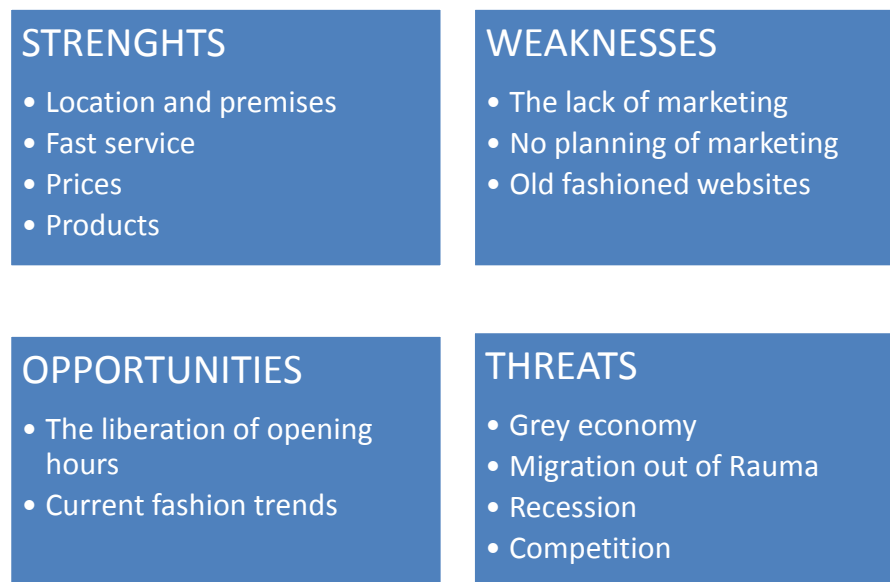 STRENGHTS
• Location and premises
• Fast service
• Prices
• Products
WEAKNESSES
• The lack of marketing
• No planning of marketing
• Old fashioned websites
OPPORTUNITIES
• The liberation of opening
hours
• Current fashion trends
THREATS
• Grey economy
• Migration out of Rauma
• Recession
• Competition